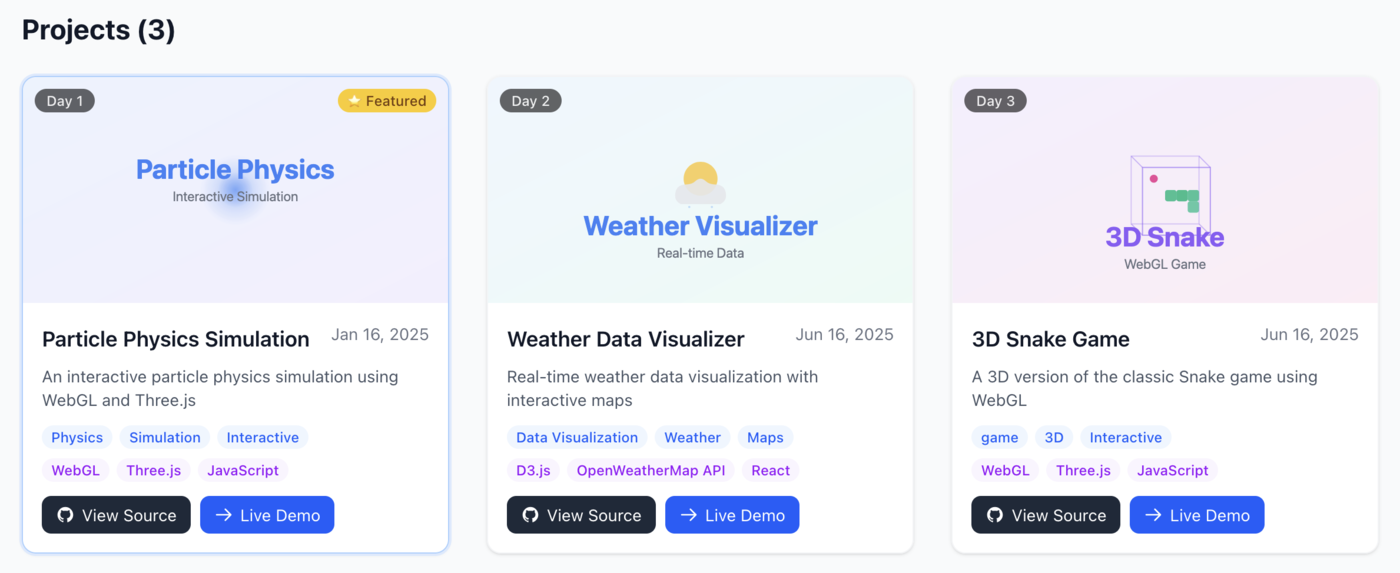 Projects (3)
Day 1
⭐ Featured
Particle Physics
Interactive Simulation
Particle Physics Simulation
Jan 16, 2025
An interactive particle physics simulation using
WebGL and Three.js
Physics Simulation Interactive
WebGL Three.js JavaScript
View Source → Live Demo
Day 2
Weather Visualizer
Real-time Data
Weather Data Visualizer
Jun 16, 2025
Real-time weather data visualization with
interactive maps
Data Visualization Weather Maps
D3.js OpenWeatherMap API React
View Source → Live Demo
Day 3
3D Snake
WebGL Game
3D Snake Game
Jun 16, 2025
A 3D version of the classic Snake game using
WebGL
game 3D Interactive
WebGL Three.js JavaScript
View Source → Live Demo